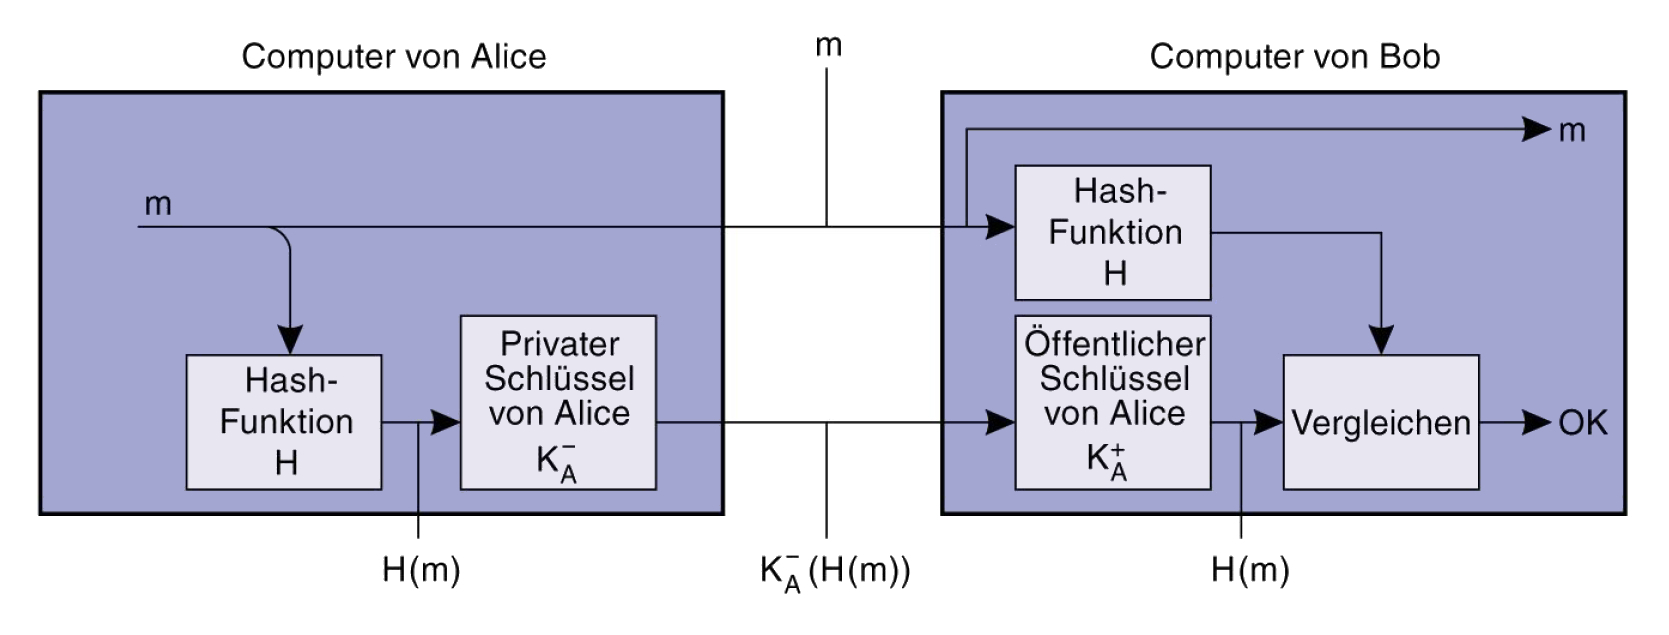 Computer von Alice
m
Computer von Bob
m
m
Hash-
Funktion
H
Hash-
Funktion
H
Privater
Schlüssel
von Alice
K_A^-
Öffentlicher
Schlüssel
von Alice
K_A^+
Vergleichen
OK
H(m)
K_A^-(H(m))
H(m)